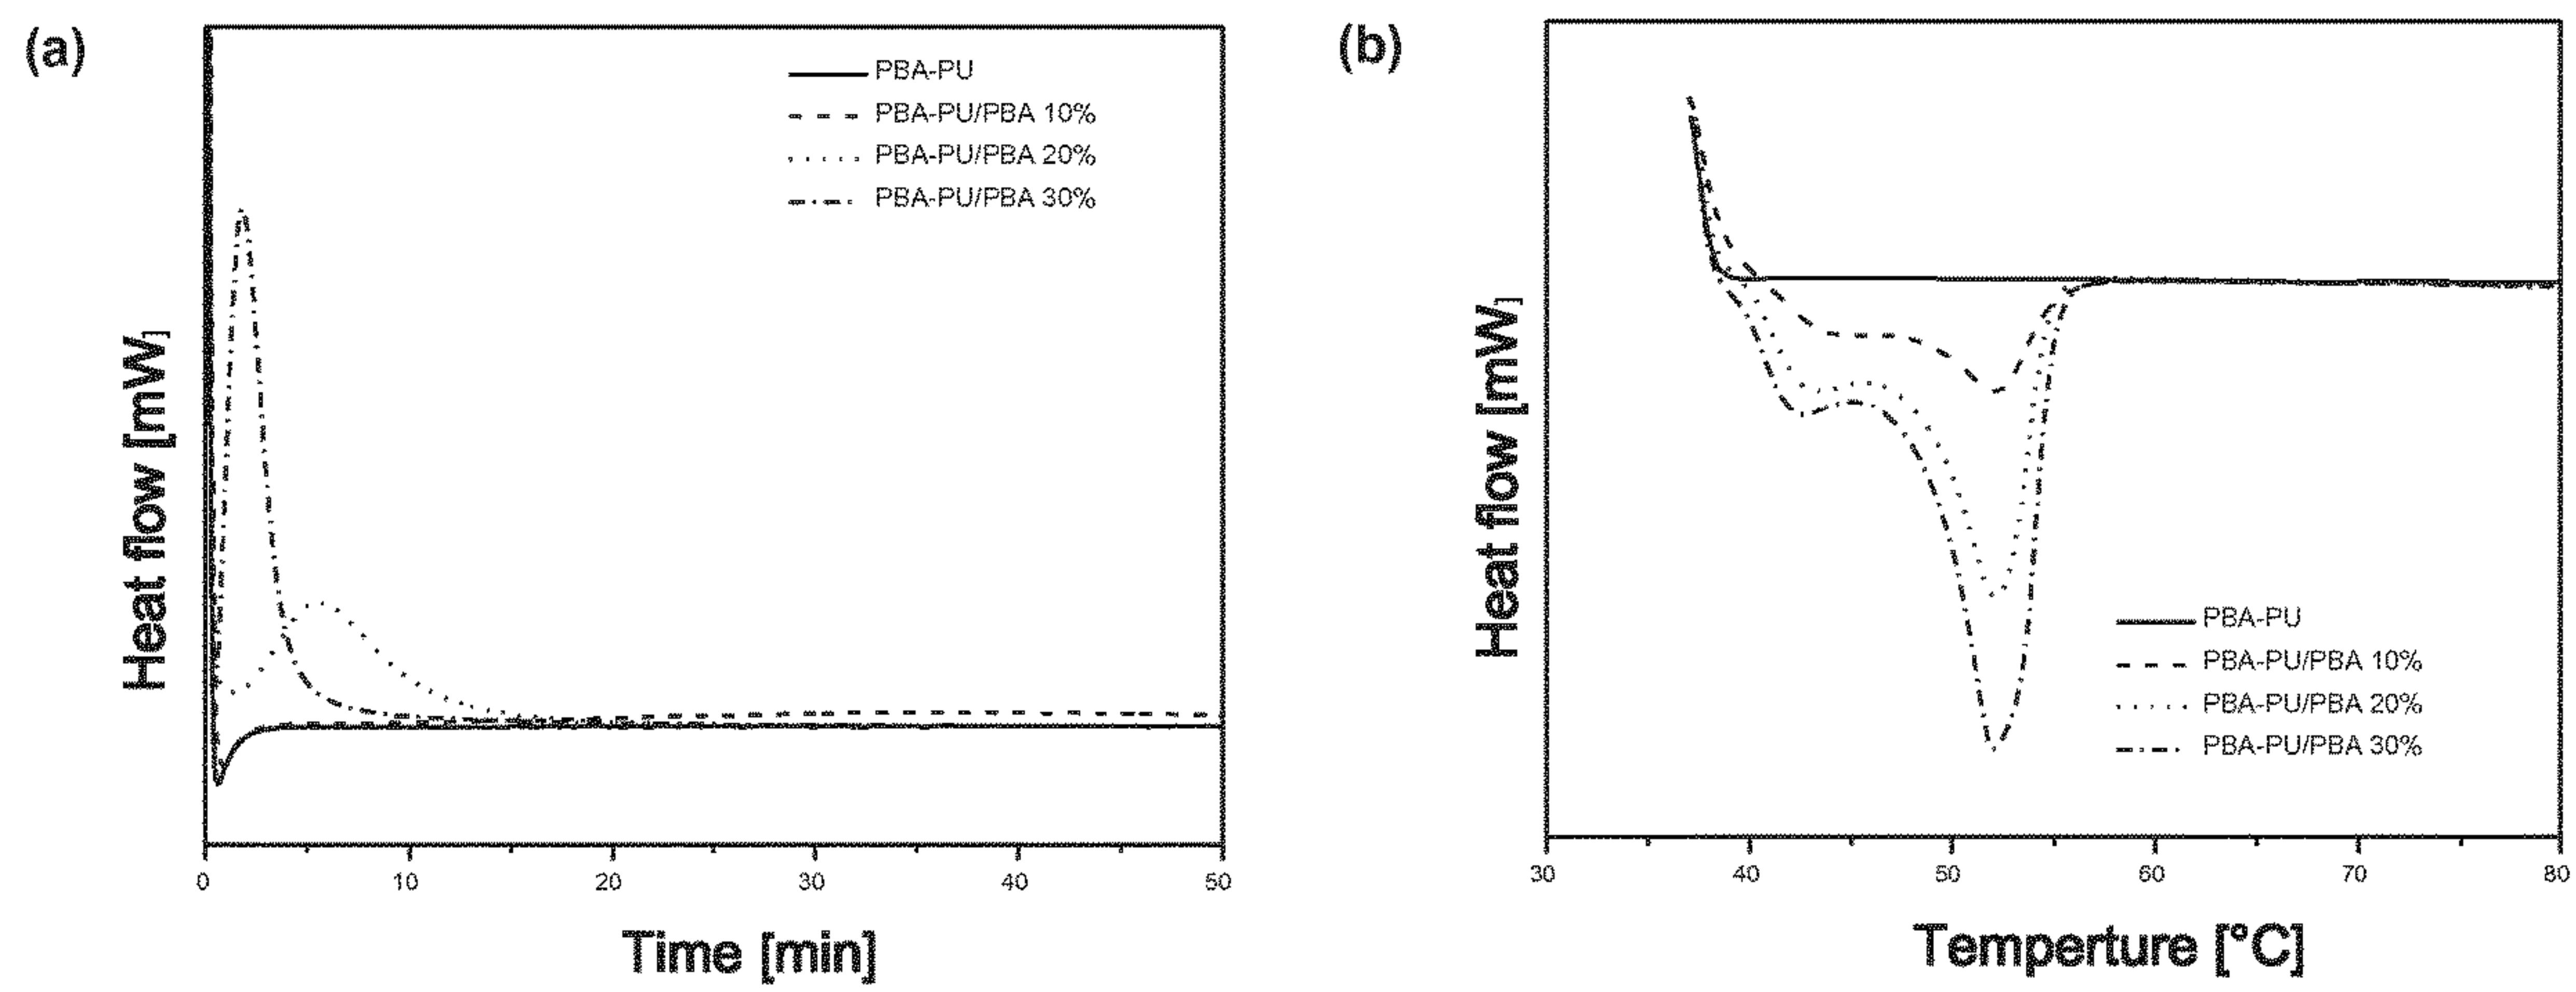 (a)
PBA-PU
PBA-PU/PBA 10%
PBA-PU/PBA 20%
PBA-PU/PBA 30%
Heat flow [mW]
0 10 20 30 40 50
Time [min]
(b)
Heat flow [mW]
PBA-PU
PBA-PU/PBA 10%
PBA-PU/PBA 20%
PBA-PU/PBA 30%
30 40 50 60 70 80
Temperture [°C]